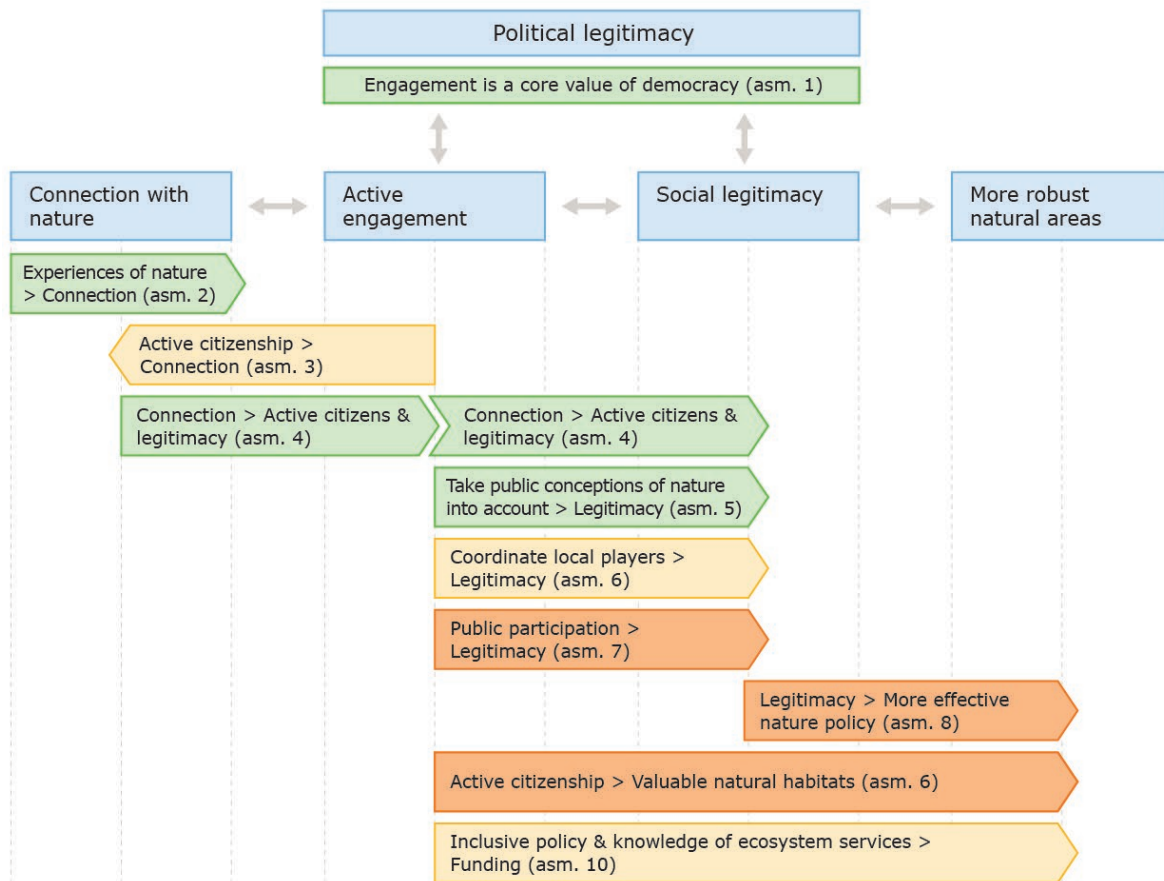 Political legitimacy
Engagement is a core value of democracy (asm. 1)
Connection with
nature
Active
engagement
Social legitimacy
More robust
natural areas
Experiences of nature
> Connection (asm. 2)
Active citizenship >
Connection (asm. 3)
Connection > Active citizens &
legitimacy (asm. 4)
Connection > Active citizens &
legitimacy (asm. 4)
Take public conceptions of nature
into account > Legitimacy (asm. 5)
Coordinate local players >
Legitimacy (asm. 6)
Public participation >
Legitimacy (asm. 7)
Legitimacy > More effective
nature policy (asm. 8)
Active citizenship > Valuable natural habitats (asm. 6)
Inclusive policy & knowledge of ecosystem services >
Funding (asm. 10)